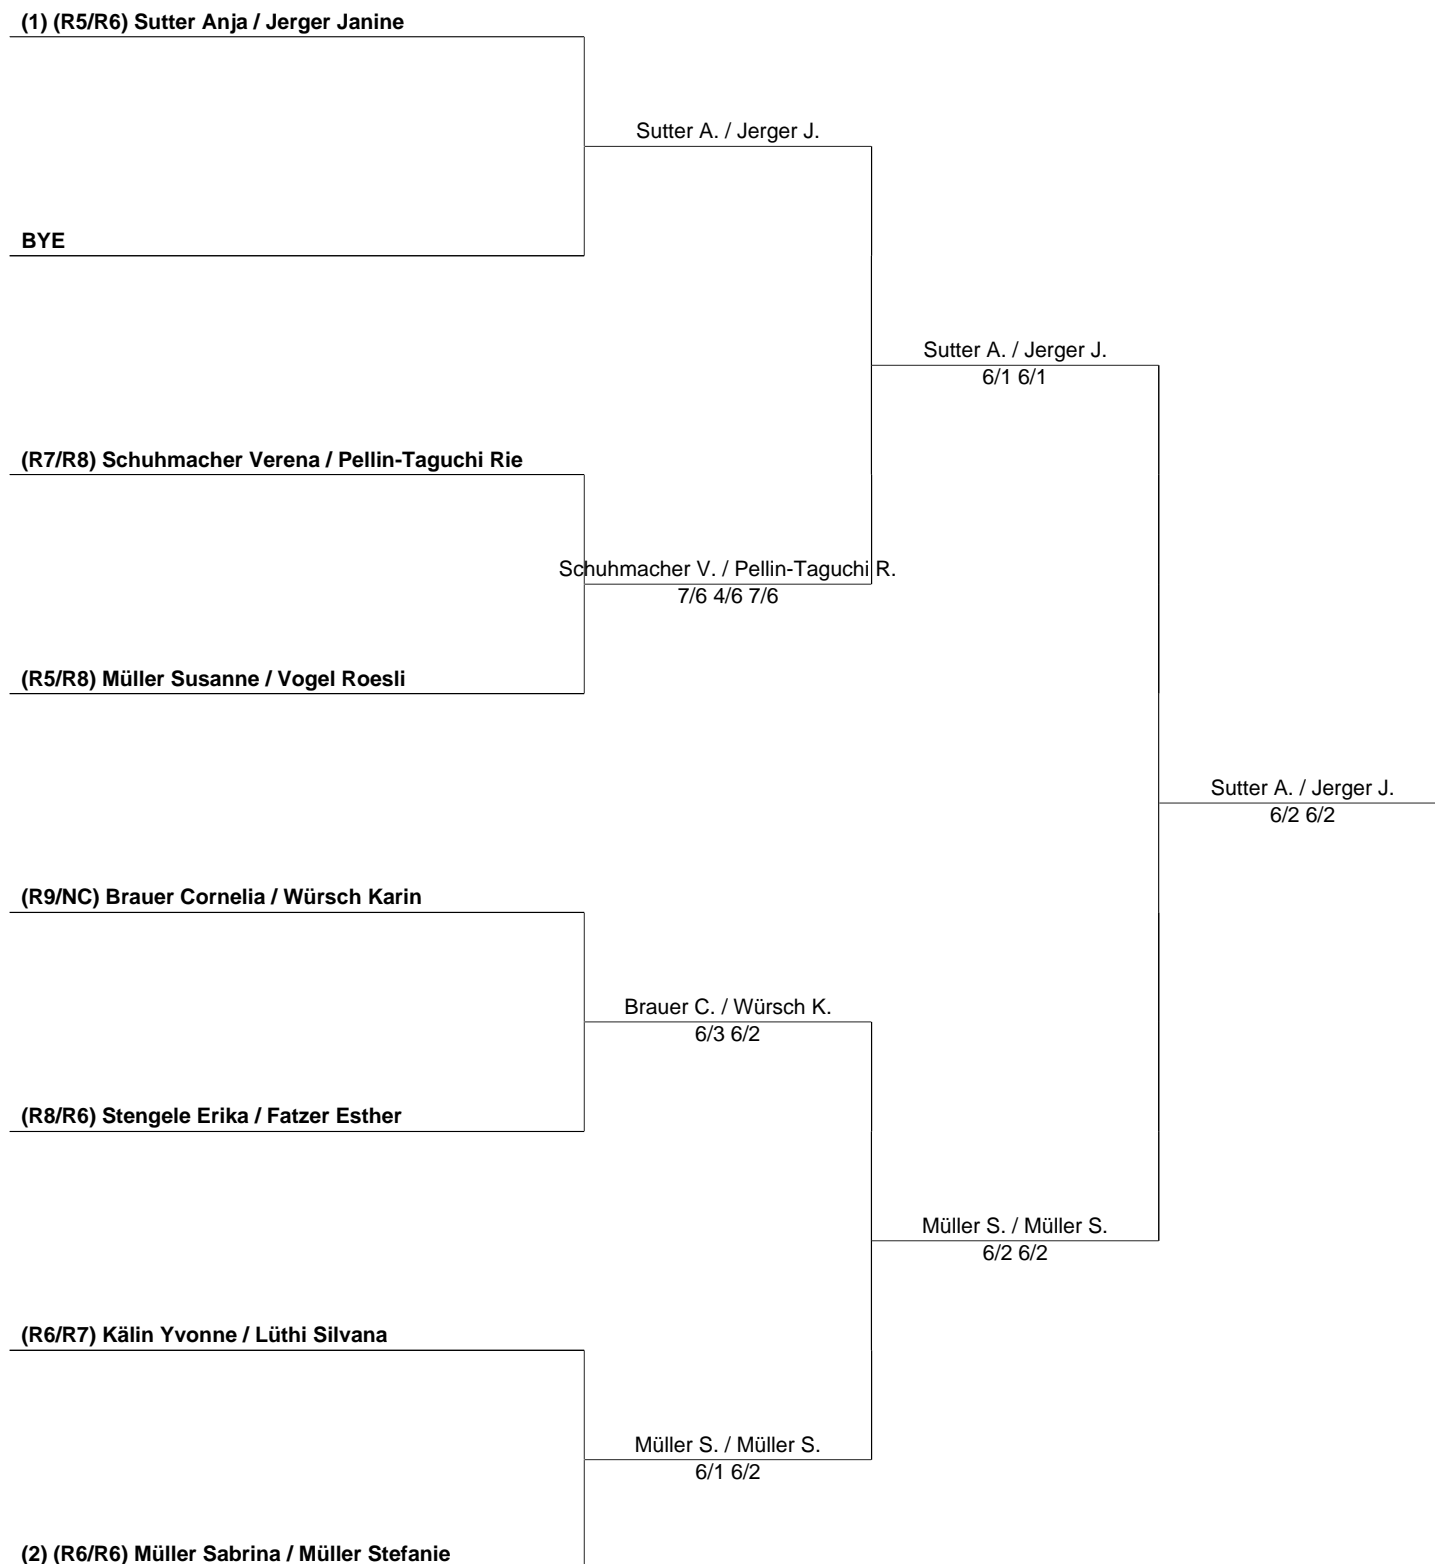 (1) (R5/R6) Sutter Anja / Jerger Janine
Sutter A. / Jerger J.
BYE
Sutter A. / Jerger J.
6/1 6/1
(R7/R8) Schuhmacher Verena / Pellin-Taguchi Rie
Schuhmacher V. / Pellin-Taguchi R.
7/6 4/6 7/6
(R5/R8) Müller Susanne / Vogel Roesli
Sutter A. / Jerger J.
6/2 6/2
(R9/NC) Brauer Cornelia / Würsch Karin
Brauer C. / Würsch K.
6/3 6/2
(R8/R6) Stengele Erika / Fatzer Esther
Müller S. / Müller S.
6/2 6/2
(R6/R7) Kälin Yvonne / Lüthi Silvana
Müller S. / Müller S.
6/1 6/2
(2) (R6/R6) Müller Sabrina / Müller Stefanie